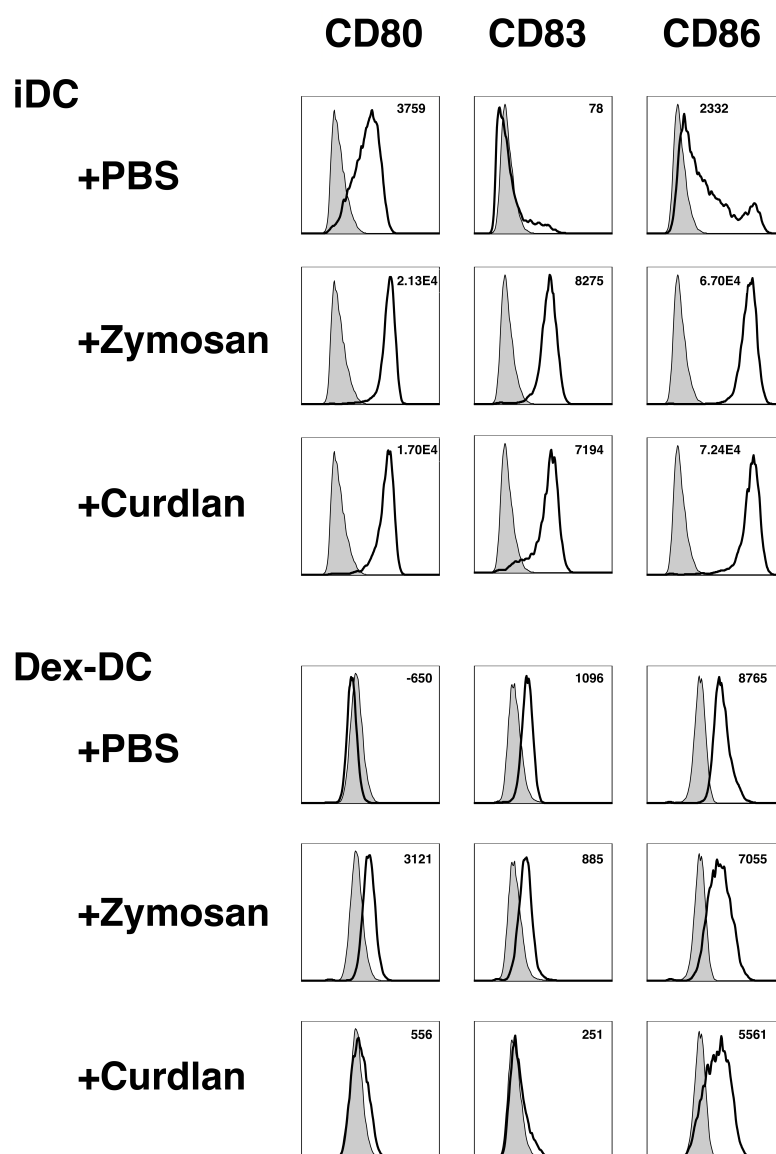 CD80 CD83 CD86
iDC
3759 78 2332
+PBS
2.13E4 8275 6.70E4
+Zymosan
1.70E4 7194 7.24E4
+Curdlan
Dex-DC
-650 1096 8765
+PBS
3121 885 7055
+Zymosan
556 251 5561
+Curdlan